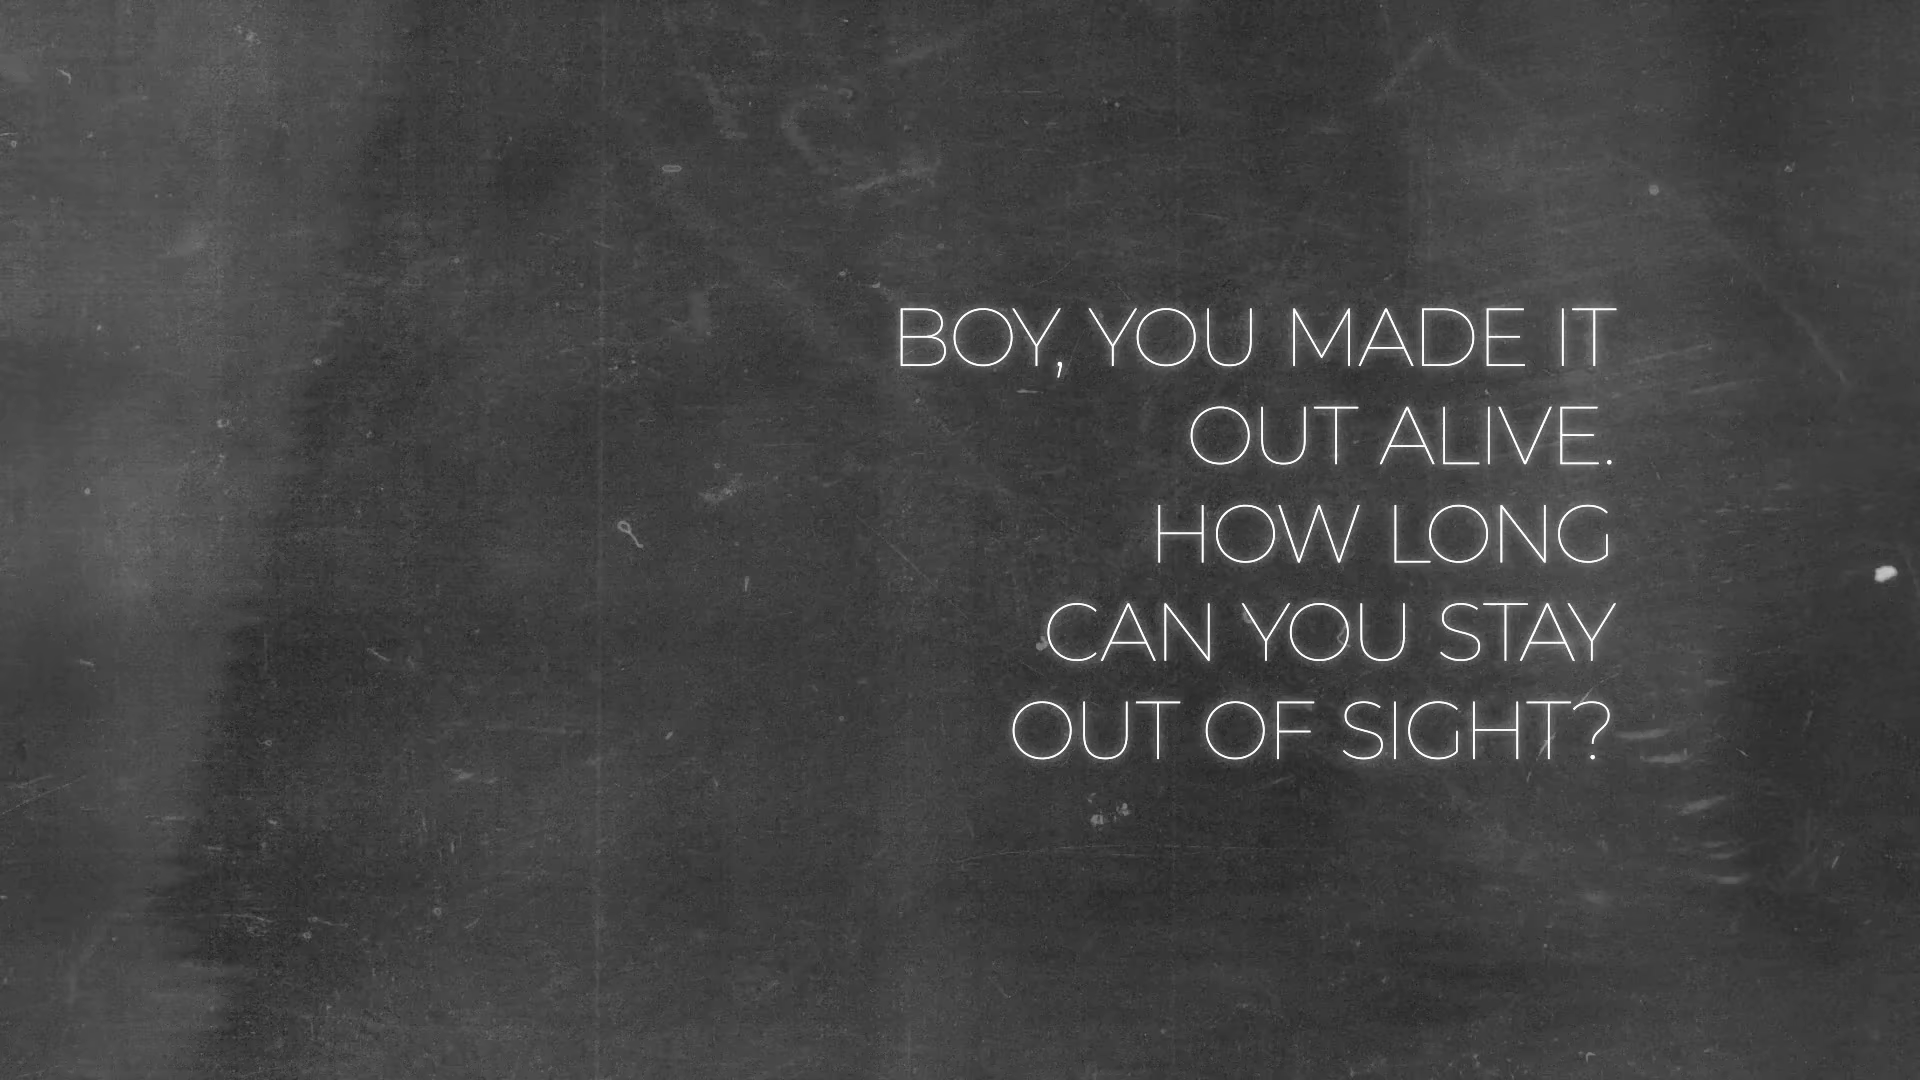 BOY, YOU MADE IT
OUT ALIVE.
HOW LONG
CAN YOU STAY
OUT OF SIGHT?